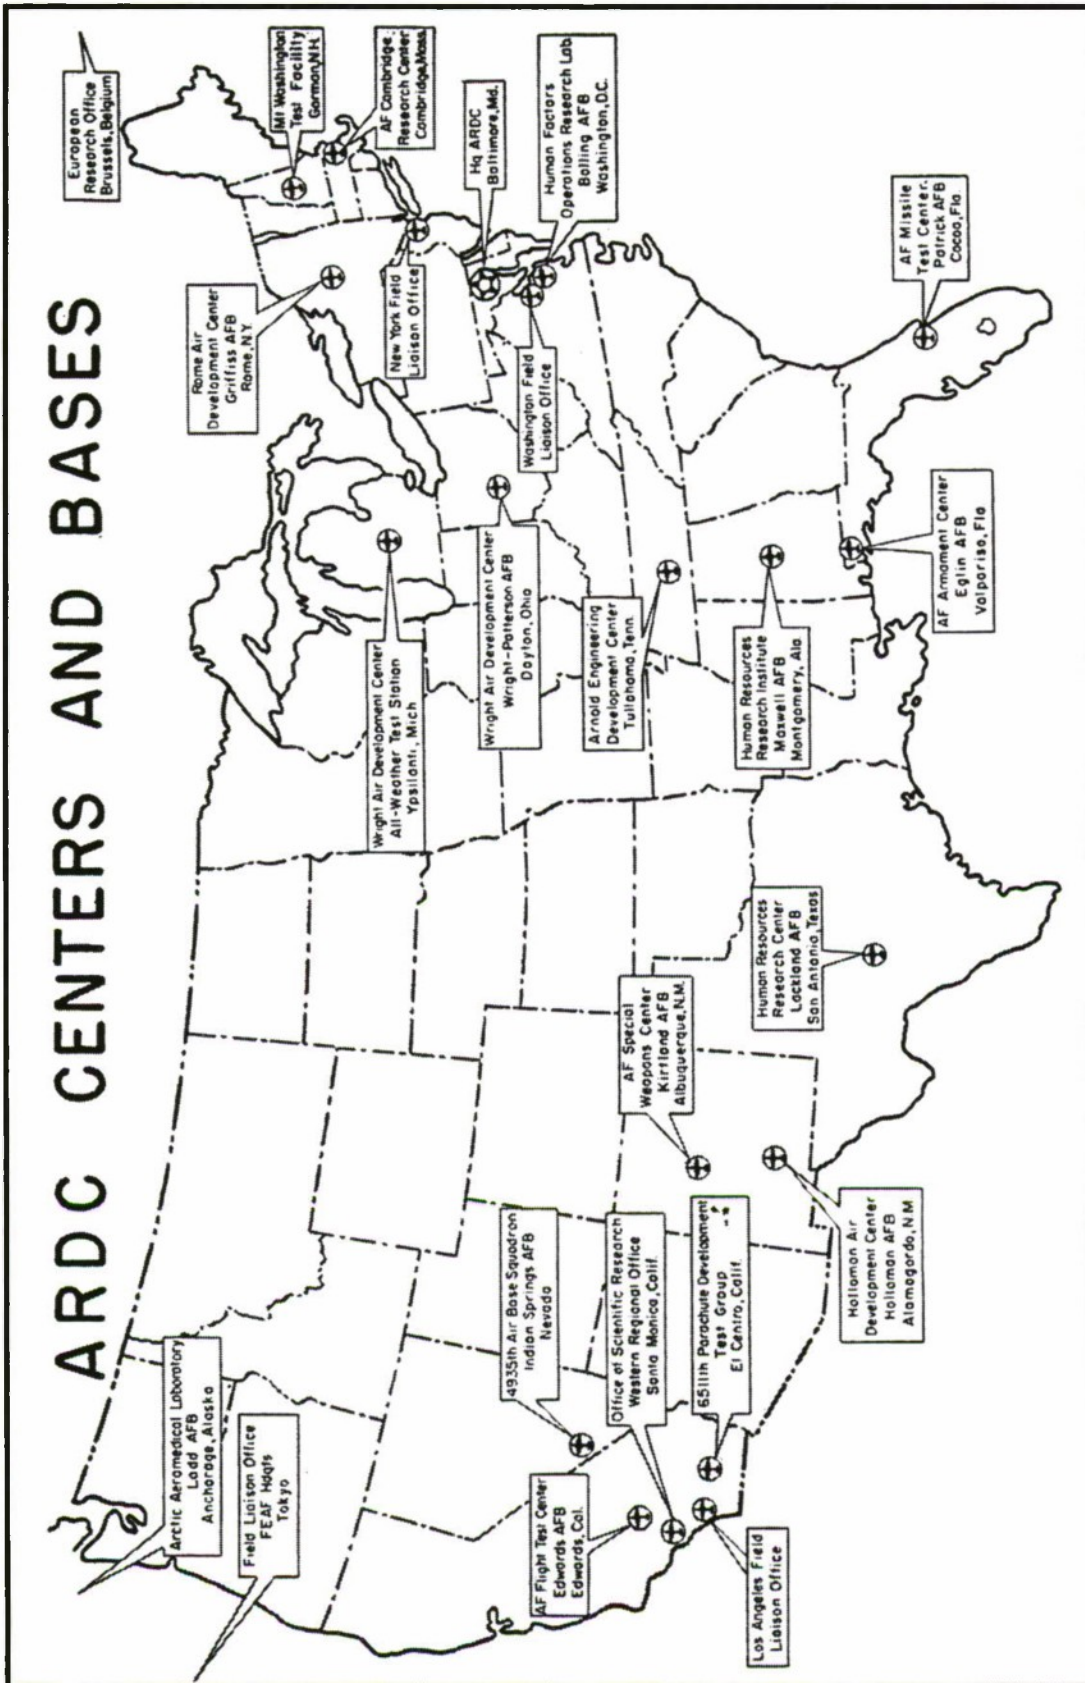 ARDC CENTERS AND BASES
Arctic Aeromedical Laboratory
Ladd AFB
Anchorage, Alaska
Field Liaison Office
FEAF Hdqts
Tokyo
AF Flight Test Center
Edwards AFB
Edwards, Cal.
Los Angeles Field
Liaison Office
4935th Air Base Squadron
Indian Springs AFB
Nevada
Office of Scientific Research
Western Regional Office
Santa Monica, Calif.
6511th Parachute Development
Test Group
El Centro, Calif.
Holloman Air
Development Center
Holloman AFB
Alamagordo, N.M
AF Special
Weapons Center
Kirtland AFB
Albuquerque, N.M.
Human Resources
Research Center
Lackland AFB
San Antonio, Texas
Wright Air Development Center
All-Weather Test Station
Ypsilanti, Mich
Wright Air Development Center
Wright-Patterson AFB
Dayton, Ohio
Arnold Engineering
Development Center
Tullahoma, Tenn.
Human Resources
Research Institute
Maxwell AFB
Montgomery, Ala
AF Armament Center
Eglin AFB
Valpariso, Fla
Rome Air
Development Center
Griffiss AFB
Rome, N.Y.
New York Field
Liaison Office
Washington Field
Liaison Office
European
Research Office
Brussels, Belgium
Mt Washington
Test Facility
Gorman, N.H.
AF Cambridge
Research Center
Cambridge, Mass.
Hq ARDC
Baltimore, Md.
Human Factors
Operations Research Lab.
Bolling AFB
Washington, D.C.
AF Missile
Test Center.
Patrick AFB
Cocoa, Fla.